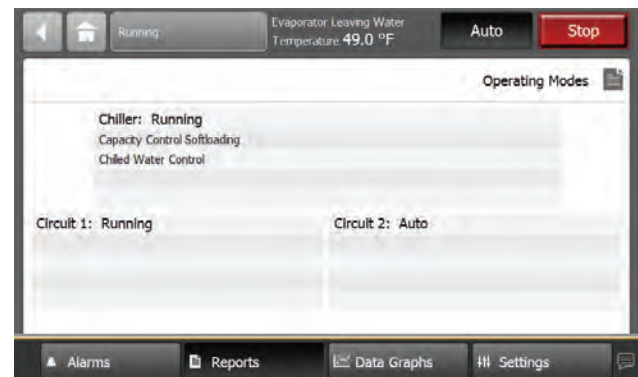 Running
Evaporator Leaving Water
Temperature 49.0 °F
Auto
Stop
Operating Modes
Chiller: Running
Capacity Control Softloading
Chilled Water Control
Circuit 1: Running
Circuit 2: Auto
Alarms
Reports
Data Graphs
Settings